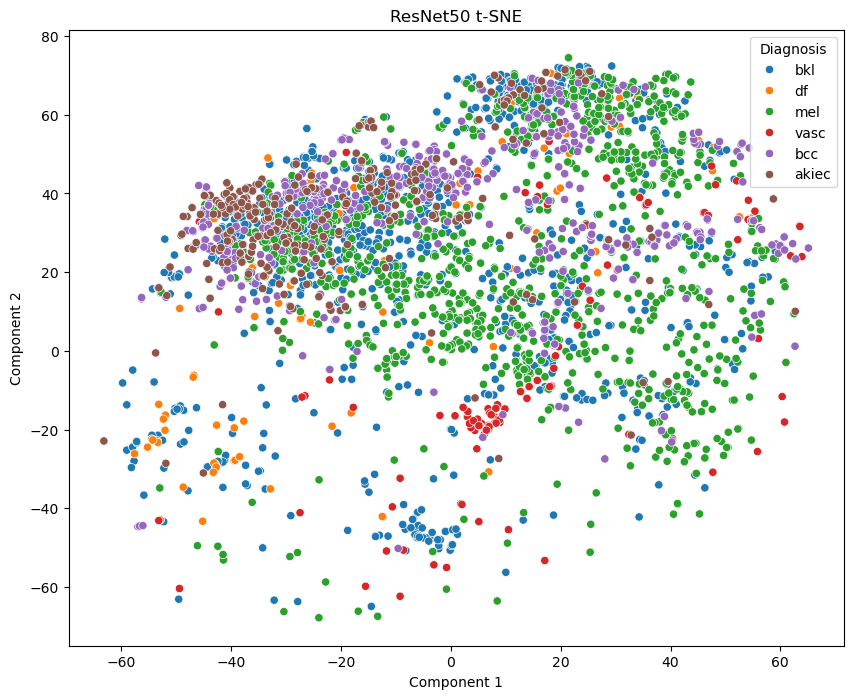 ResNet50 t-SNE
Diagnosis
bkl
df
mel
vasc
bcc
akiec
Component 2
80
60
40
20
0
−20
−40
−60
−60
−40
−20
0
20
40
60
Component 1